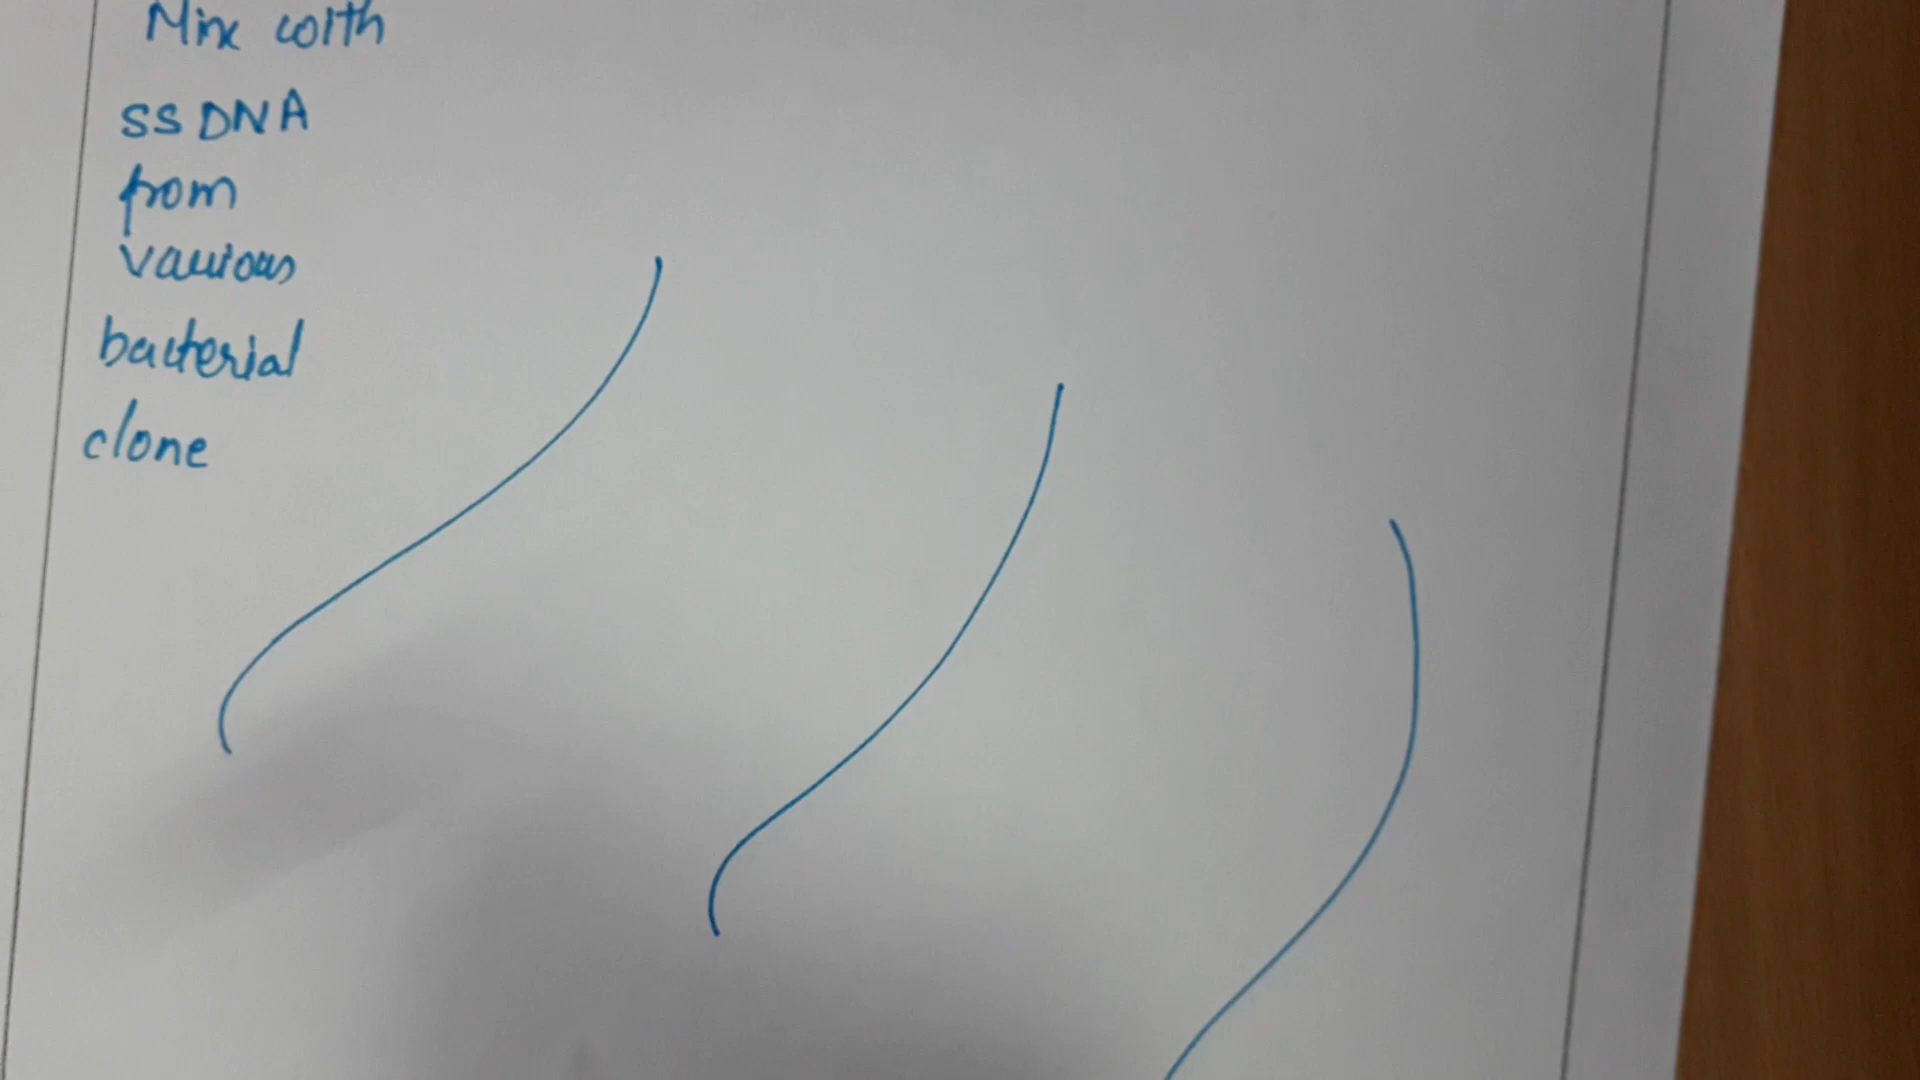 Mix with
SS DNA
from
various
bacterial
clone